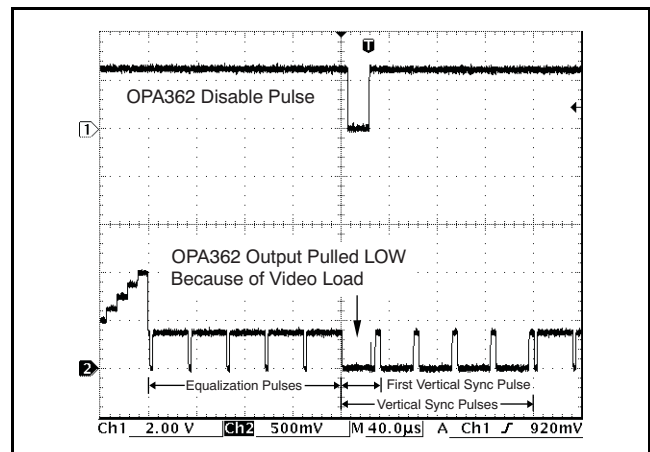 T
OPA362 Disable Pulse
1
OPA362 Output Pulled LOW
Because of Video Load
2
Equalization Pulses
First Vertical Sync Pulse
Vertical Sync Pulses
Ch1 2.00 V Ch2 500mV M 40.0µs A Ch1 ʃ 920mV